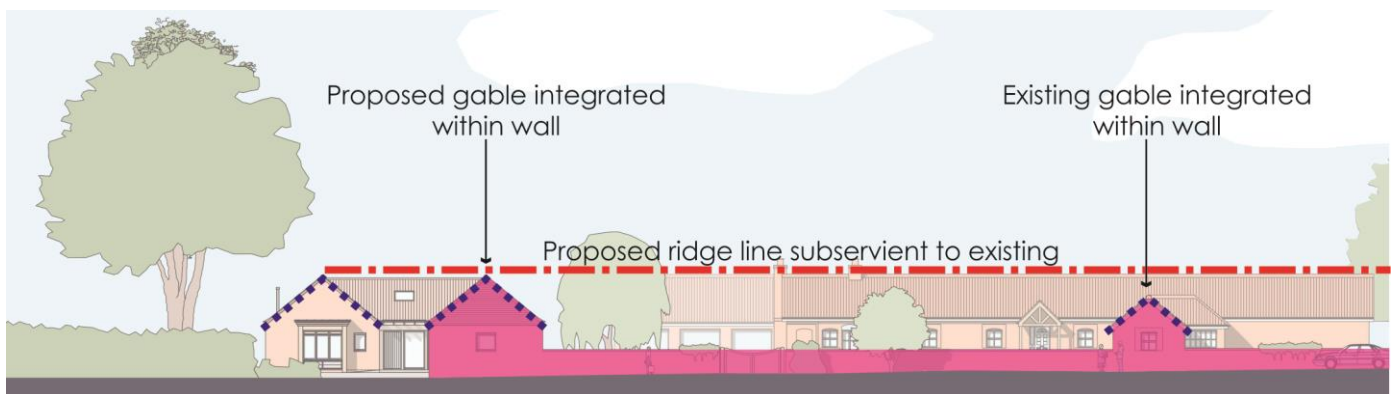 Proposed gable integrated
within wall
Existing gable integrated
within wall
Proposed ridge line subservient to existing